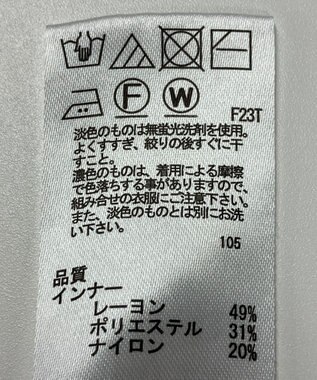 F
W
F23T
淡色のものは無蛍光洗剤を使用。
よくすすぎ、絞りの後すぐに干
すこと。
濃色のものは、着用による摩擦
で色落ちする事がありますので、
組み合せの衣服にご注意下さい。
また、淡色のものとは別にお洗
い下さい。
105
品質
インナー
レーヨン 49%
ポリエステル 31%
ナイロン 20%